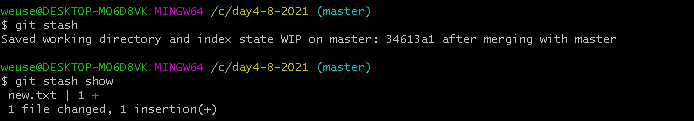 weuse@DESKTOP-MO6D8VK MINGW64 /c/day4-8-2021 (master)
$ git stash
Saved working directory and index state WIP on master: 34613a1 after merging with master
weuse@DESKTOP-MO6D8VK MINGW64 /c/day4-8-2021 (master)
$ git stash show
 new.txt | 1 +
 1 file changed, 1 insertion(+)